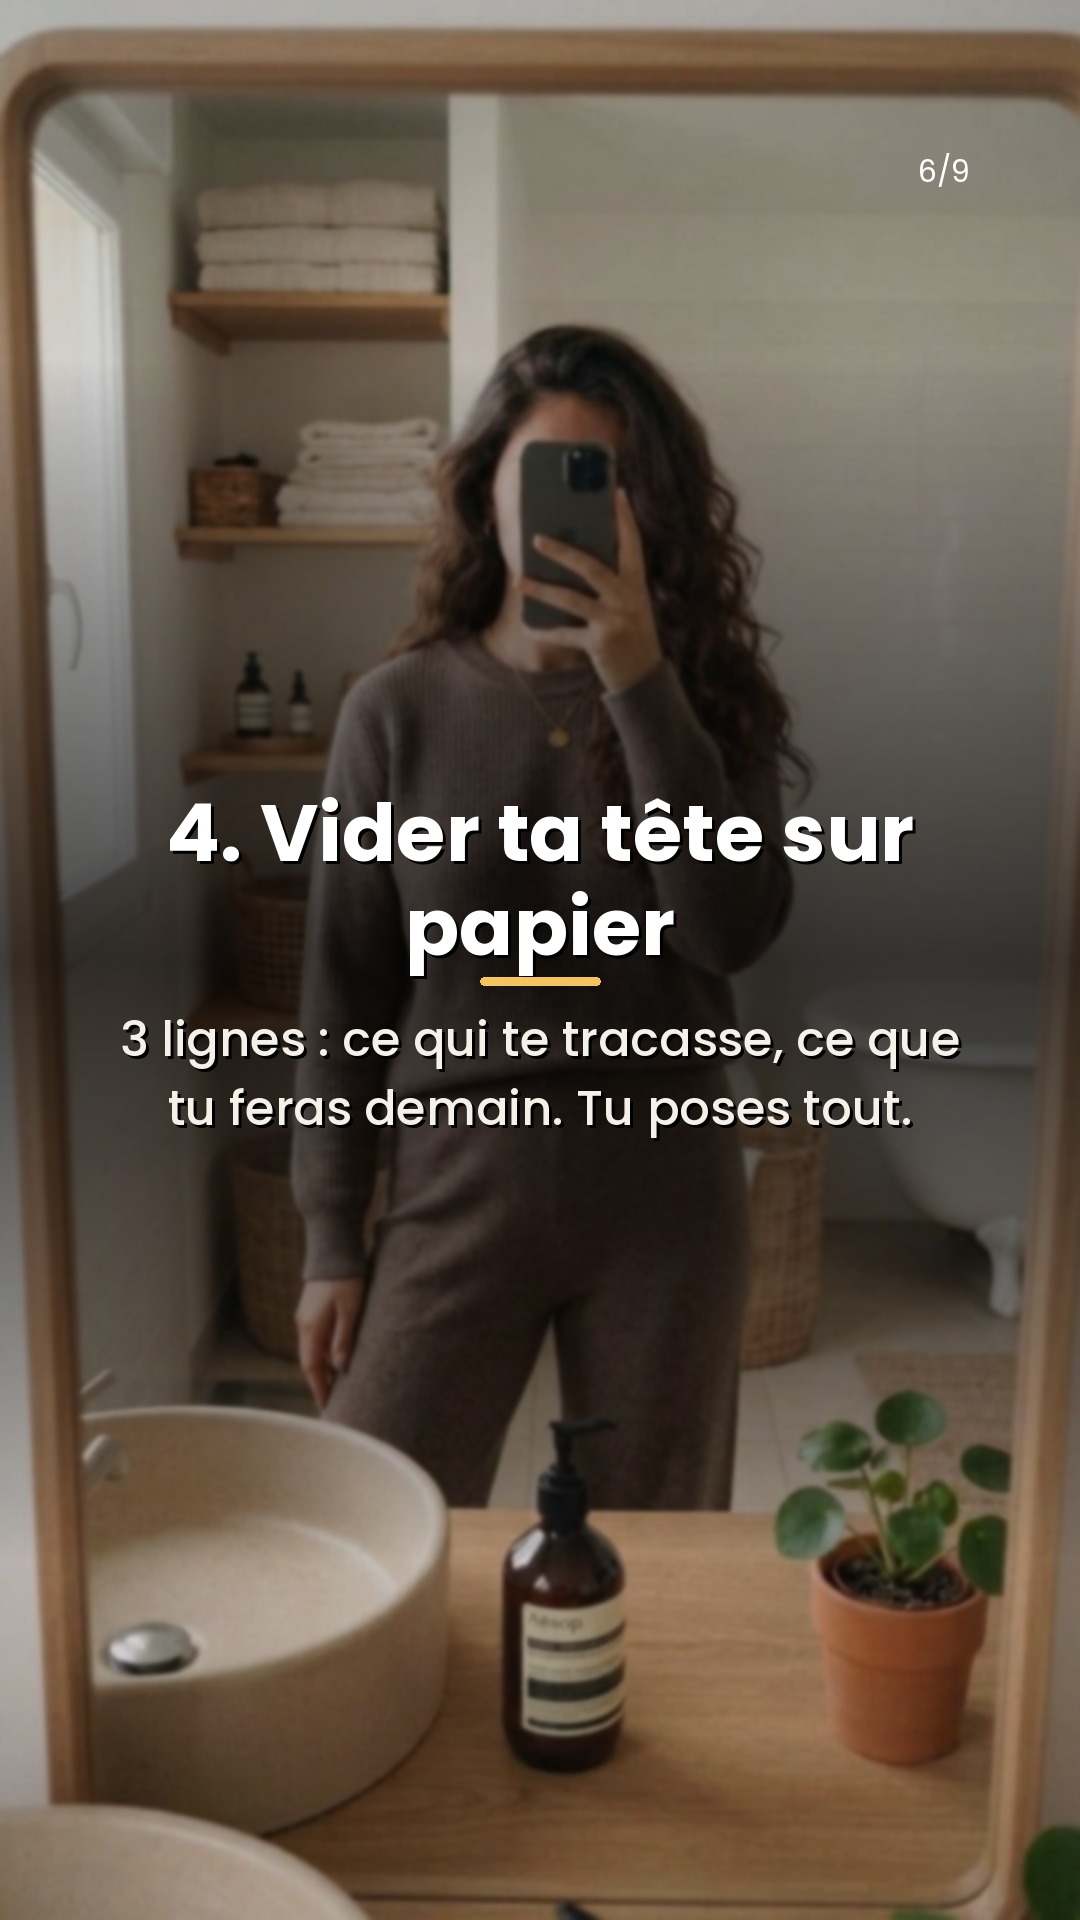 6/9
4. Vider ta tête sur
papier
3 lignes : ce qui te tracasse, ce que
tu feras demain. Tu poses tout.
Aesop